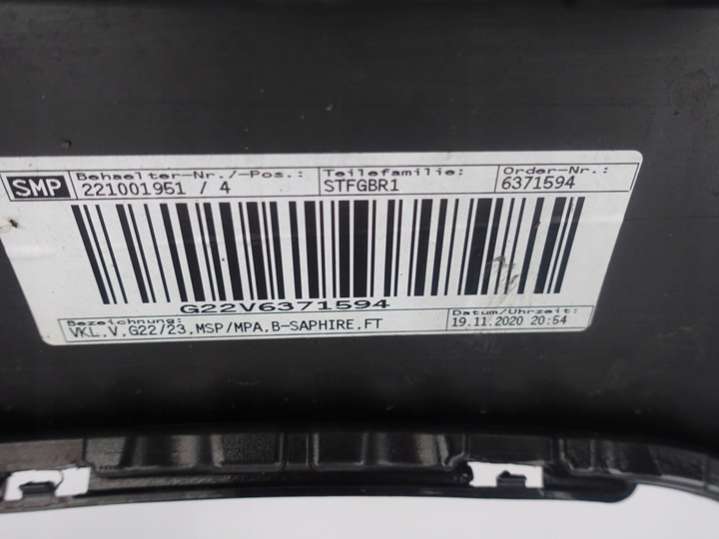 SMP
Behaelter-Nr./-Pos.:
221001951 / 4
Teilefamilie:
STFGBR1
Order-Nr.:
6371594
G22V6371594
Bezeichnung:
VKL.V.G22/23.MSP/MPA.B-SAPHIRE.FT
Datum/Uhrzeit:
19.11.2020 20:54